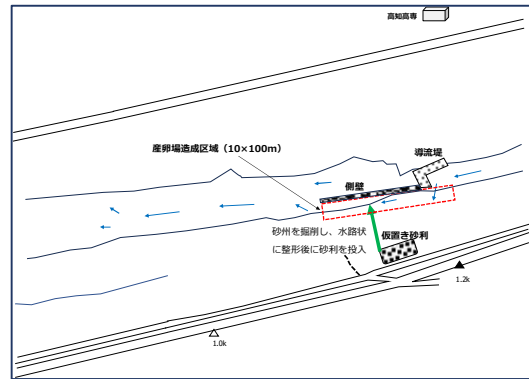 高知高専
産卵場造成区域（10×100m）
導流堤
側壁
砂州を掘削し、水路状
に整形後に砂利を投入
仮置き砂利
1.2k
1.0k